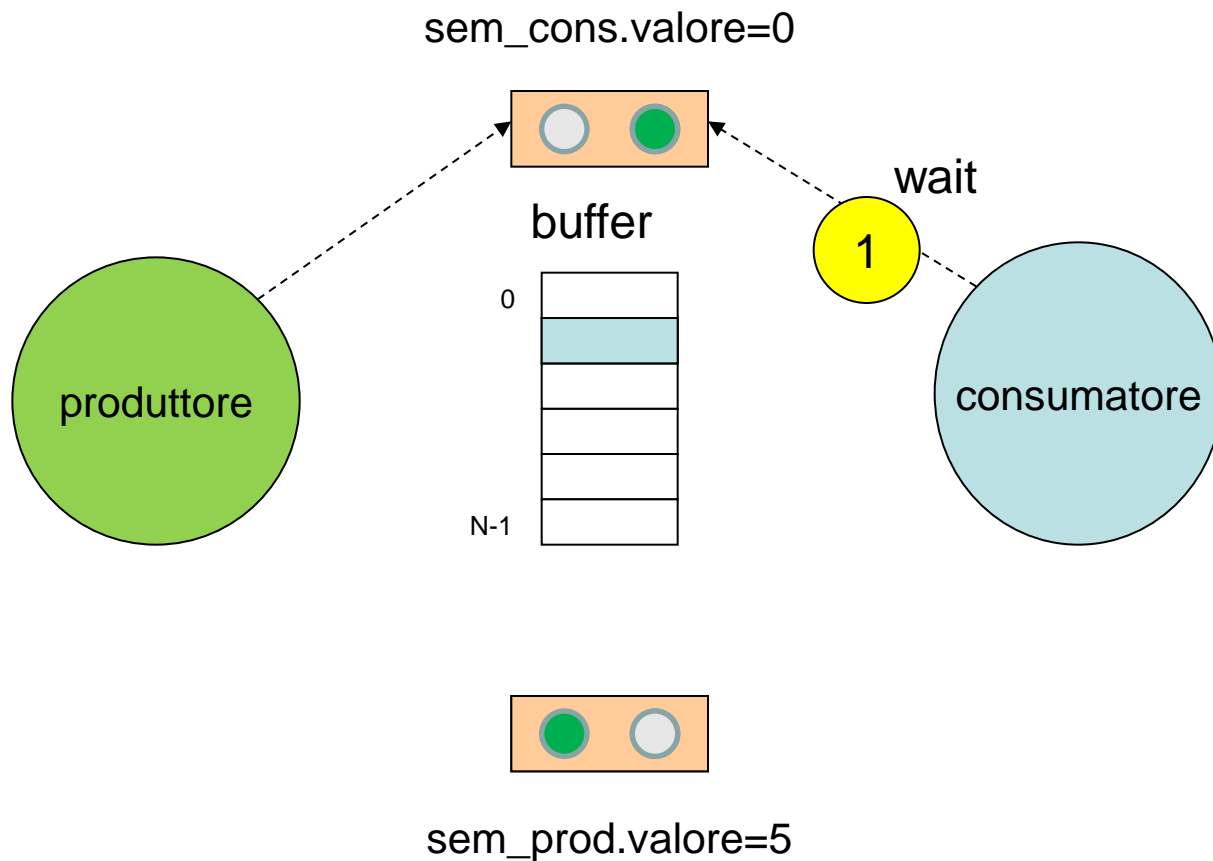 sem_cons.valore=0
wait
buffer
1
0
produttore
consumatore
N-1
sem_prod.valore=5